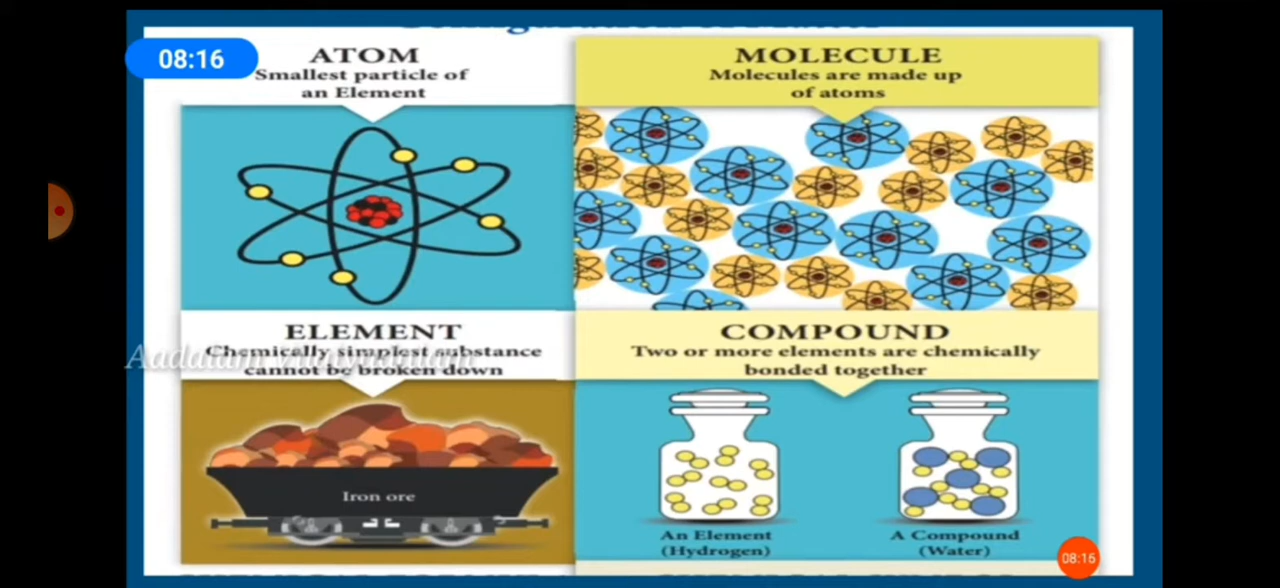 08:16
ATOM
Smallest particle of
an Element
MOLECULE
Molecules are made up
of atoms
ELEMENT
Chemically simplest substance
cannot be broken down
COMPOUND
Two or more elements are chemically
bonded together
Iron ore
An Element
(Hydrogen)
A Compound
(Water)
08:16